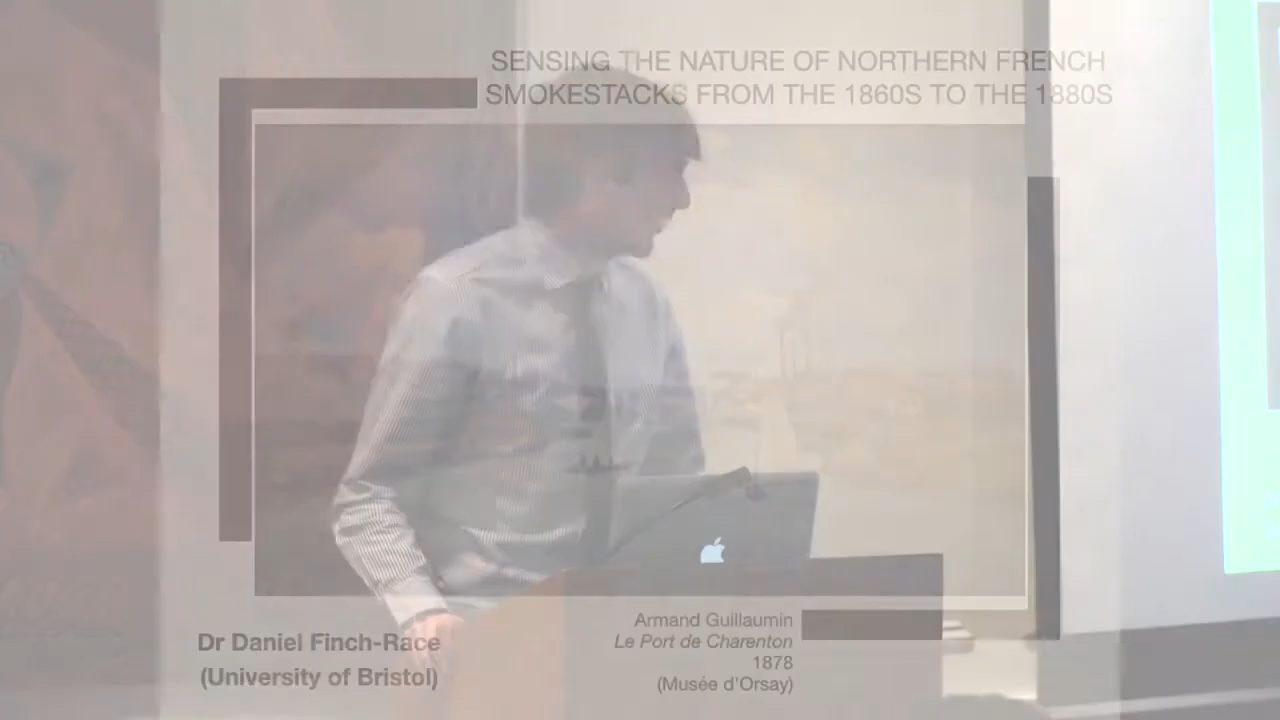 SENSING THE NATURE OF NORTHERN FRENCH
SMOKESTACKS FROM THE 1860S TO THE 1880S
Dr Daniel Finch-Race
(University of Bristol)
Armand Guillaumin
Le Port de Charenton
1878
(Musée d'Orsay)